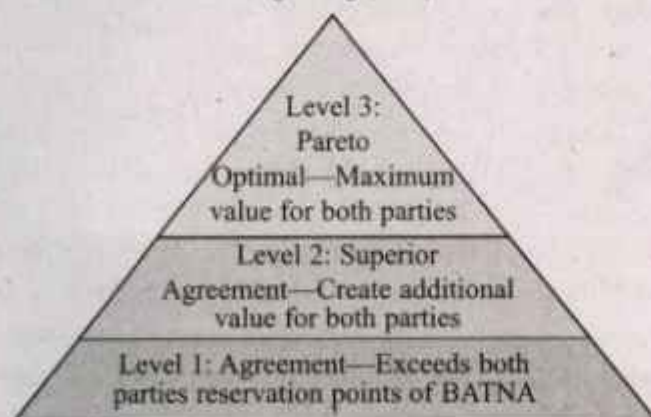 Level 3:
Pareto
Optimal—Maximum
value for both parties
Level 2: Superior
Agreement—Create additional
value for both parties
Level 1: Agreement—Exceeds both
parties reservation points of BATNA